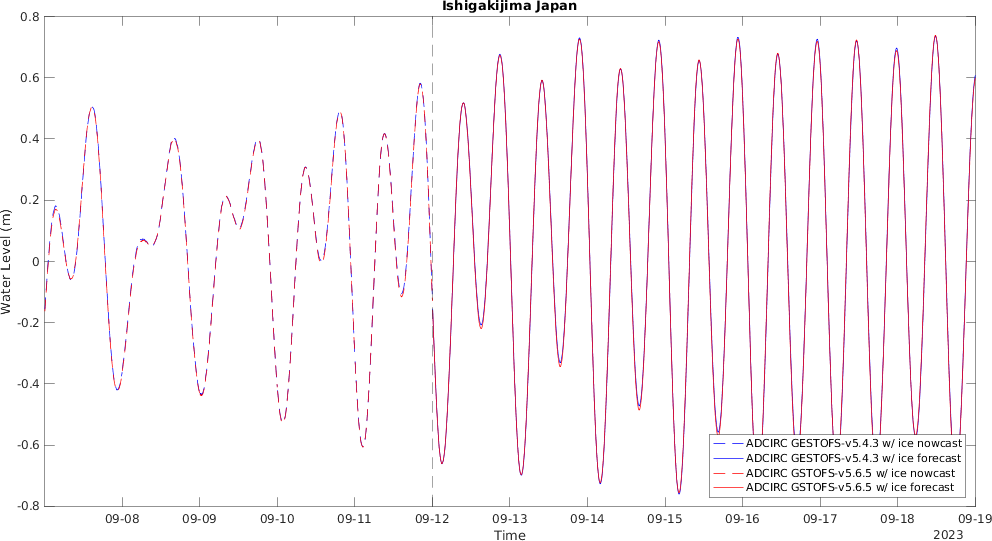 Ishigakijima Japan
0.8
0.6
0.4
0.2
0
-0.2
-0.4
-0.6
-0.8
Water Level (m)
ADCIRC GESTOFS-v5.4.3 w/ ice nowcast
ADCIRC GESTOFS-v5.4.3 w/ ice forecast
ADCIRC GSTOFS-v5.6.5 w/ ice nowcast
ADCIRC GSTOFS-v5.6.5 w/ ice forecast
09-08 09-09 09-10 09-11 09-12 09-13 09-14 09-15 09-16 09-17 09-18 09-19
Time
2023